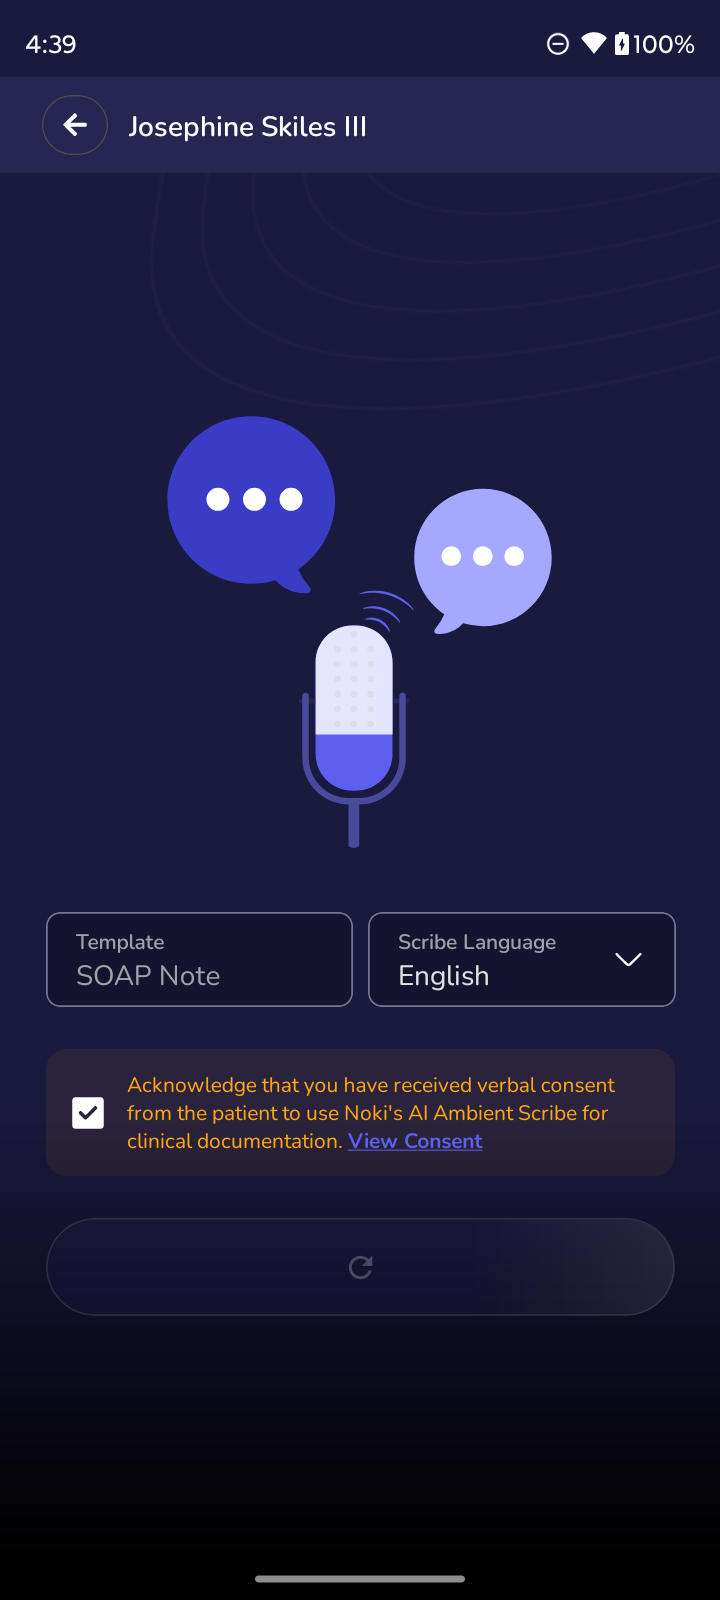 4:39
100%
Josephine Skiles III
Template
SOAP Note
Scribe Language
English
Acknowledge that you have received verbal consent
from the patient to use Noki's AI Ambient Scribe for
clinical documentation. View Consent